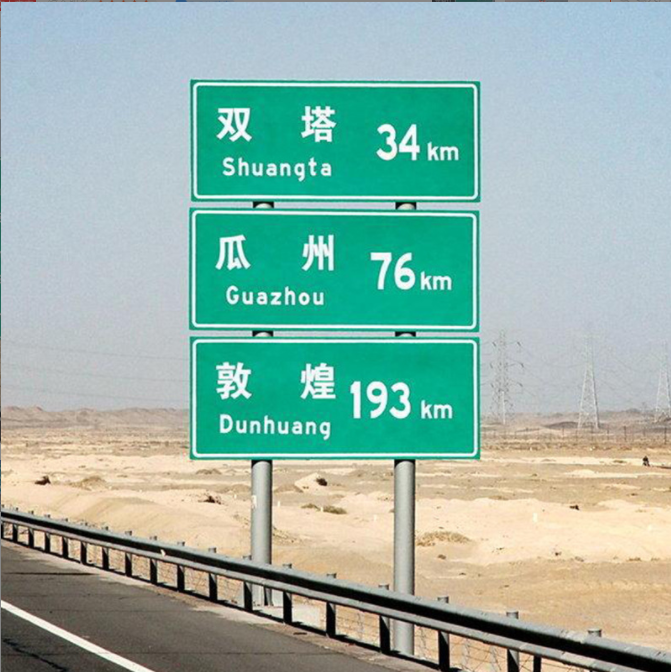 双塔 34 km
Shuangta
瓜州 76 km
Guazhou
敦煌 193 km
Dunhuang